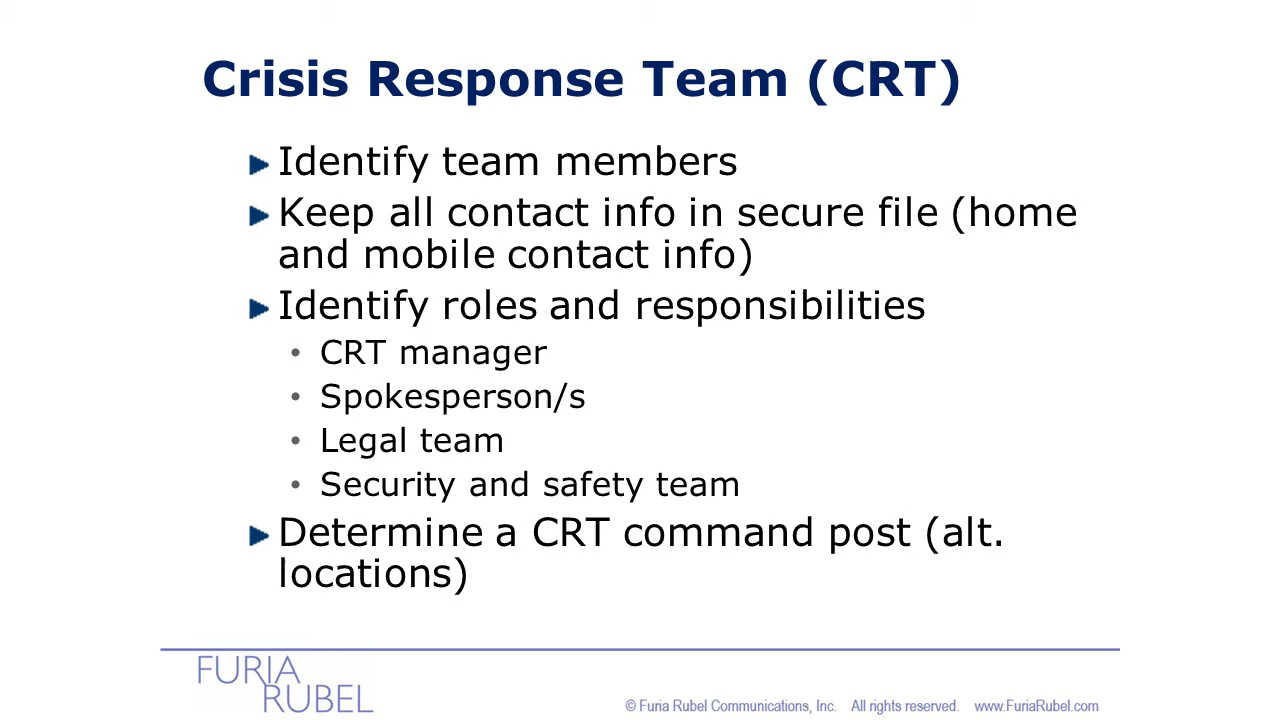 Crisis Response Team (CRT)
Identify team members
Keep all contact info in secure file (home
and mobile contact info)
Identify roles and responsibilities
• CRT manager
• Spokesperson/s
• Legal team
• Security and safety team
Determine a CRT command post (alt.
locations)
FURIA
RUBEL
© Furia Rubel Communications, Inc. All rights reserved. www.FuriaRubel.com